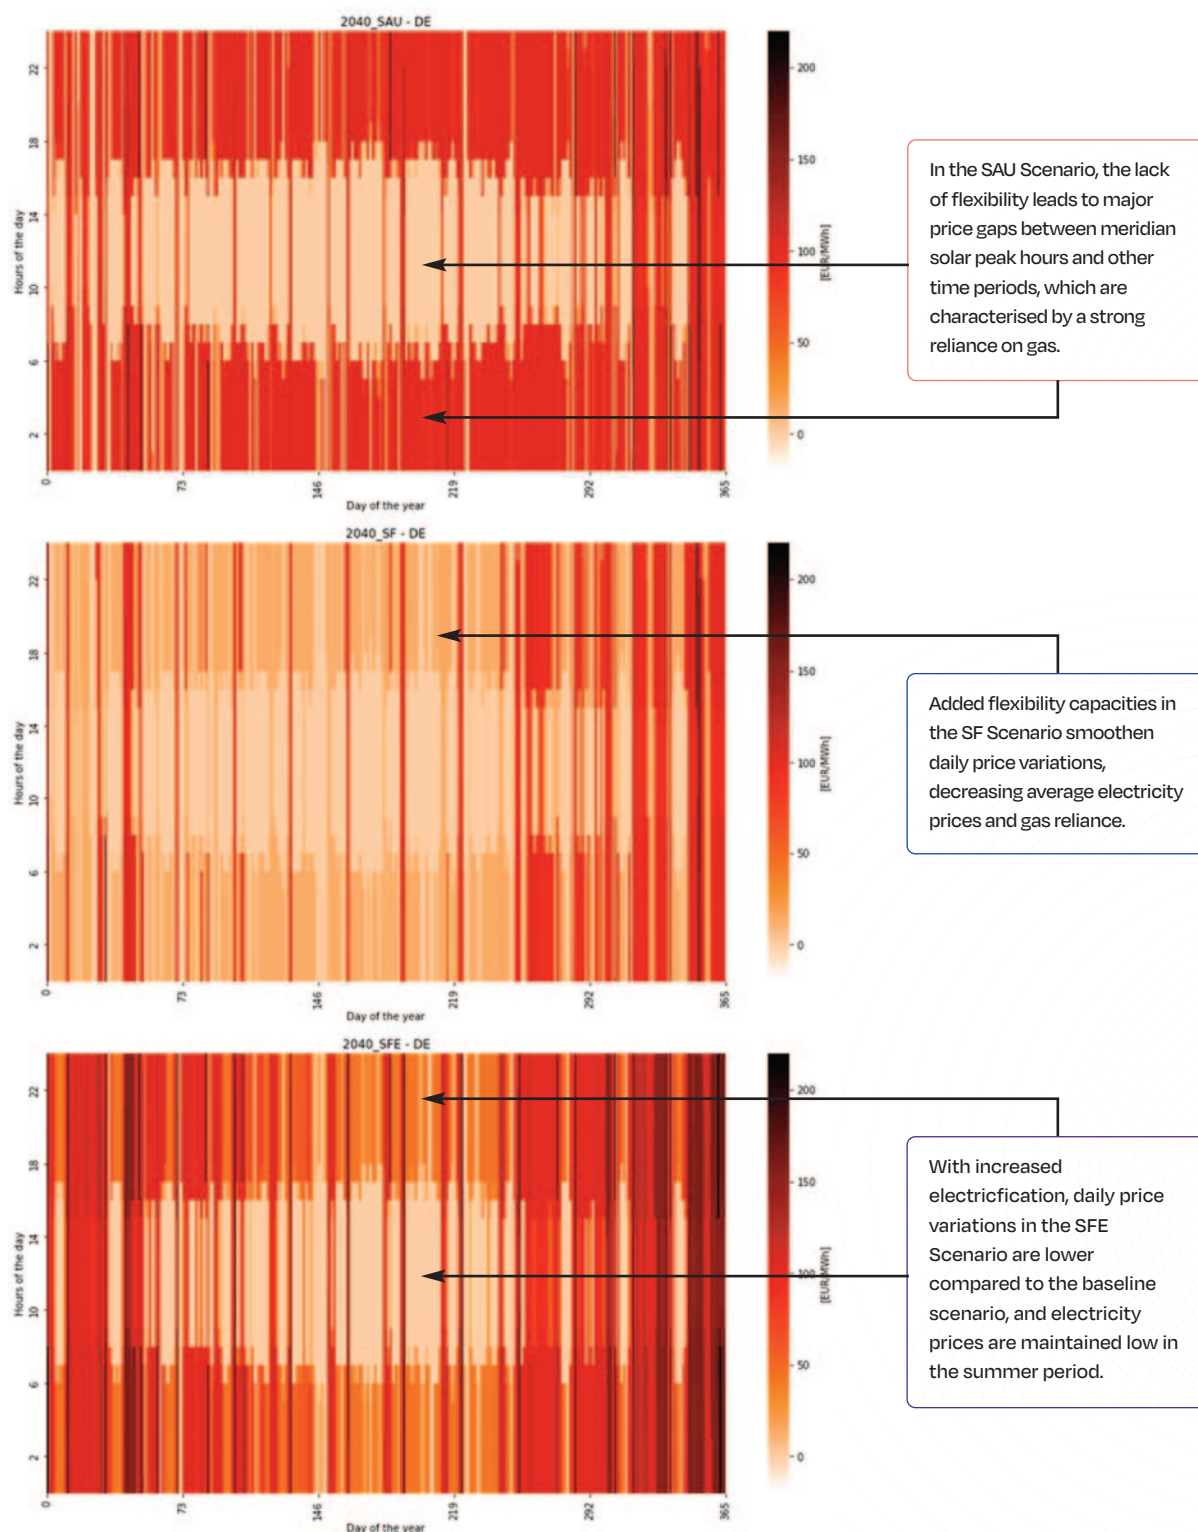 2040_SAU - DE
22
18
14
10
6
2
Hours of the day
0
73
146
219
292
365
Day of the year
200
150
100
50
0
[EUR/MWh]
In the SAU Scenario, the lack
of flexibility leads to major
price gaps between meridian
solar peak hours and other
time periods, which are
characterised by a strong
reliance on gas.
2040_SF - DE
22
18
14
10
6
2
Hours of the day
0
73
146
219
292
365
Day of the year
200
150
100
50
0
[EUR/MWh]
Added flexibility capacities in
the SF Scenario smoothen
daily price variations,
decreasing average electricity
prices and gas reliance.
2040_SFE - DE
22
18
14
10
6
2
Hours of the day
0
73
146
219
292
365
Day of the year
200
150
100
50
0
[EUR/MWh]
With increased
electricfication, daily price
variations in the SFE
Scenario are lower
compared to the baseline
scenario, and electricity
prices are maintained low in
the summer period.